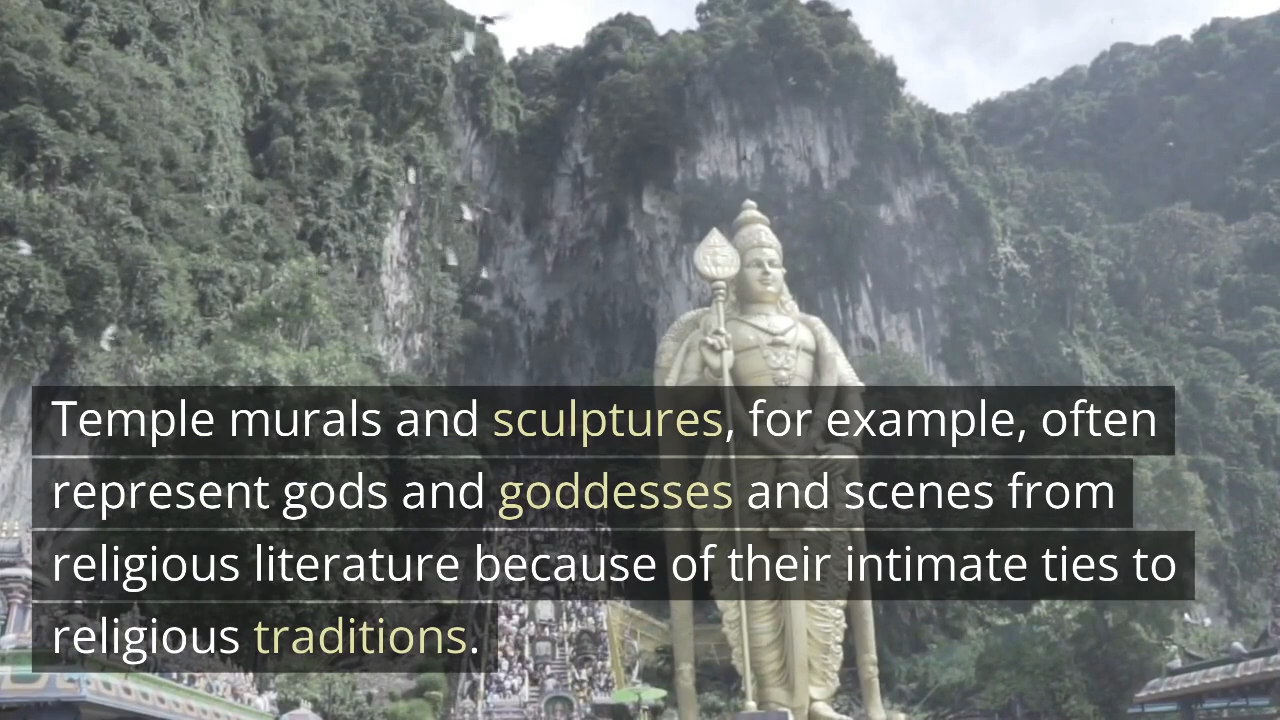 Temple murals and sculptures, for example, often
represent gods and goddesses and scenes from
religious literature because of their intimate ties to
religious traditions.